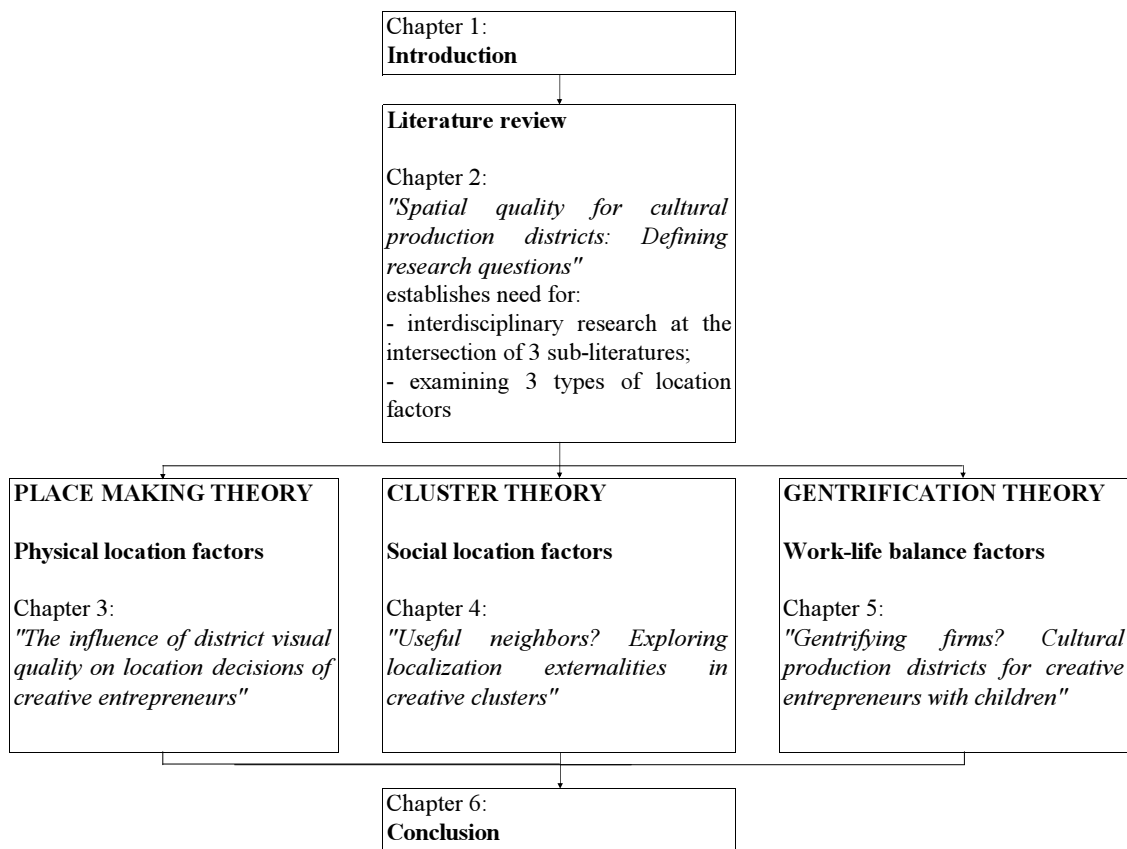 Chapter 1:
Introduction
Literature review
Chapter 2:
"Spatial quality for cultural
production districts: Defining
research questions"
establishes need for:
- interdisciplinary research at the
intersection of 3 sub-literatures;
- examining 3 types of location
factors
PLACE MAKING THEORY
Physical location factors
Chapter 3:
"The influence of district visual
quality on location decisions of
creative entrepreneurs"
CLUSTER THEORY
Social location factors
Chapter 4:
"Useful neighbors? Exploring
localization externalities in
creative clusters"
GENTRIFICATION THEORY
Work-life balance factors
Chapter 5:
"Gentrifying firms? Cultural
production districts for creative
entrepreneurs with children"
Chapter 6:
Conclusion